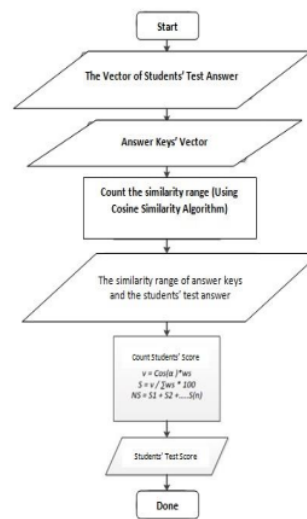 Start
The Vector of Students' Test Answer
Answer Keys' Vector
Count the similarity range (Using
Cosine Similarity Algorithm)
The similarity range of answer keys
and the students' test answer
Count Students' Score
v = Cos(α )*ws
S = v / ∑ws * 100
NS = S1 + S2 +.....S(n)
Students' Test Score
Done